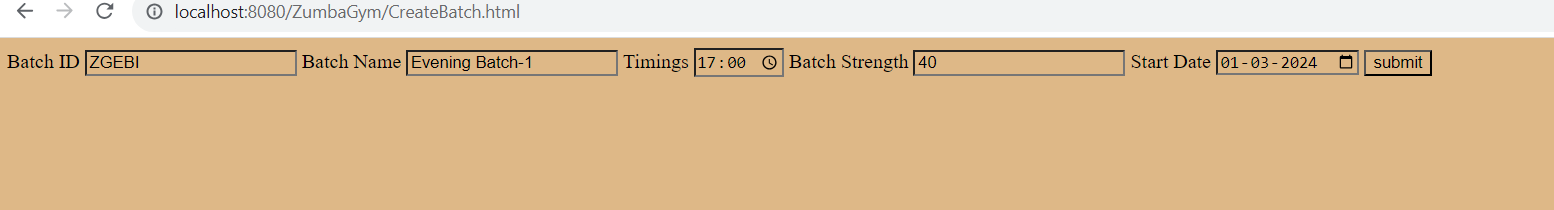 localhost:8080/ZumbaGym/CreateBatch.html
Batch ID ZGEBI Batch Name Evening Batch-1 Timings 17:00 Batch Strength 40 Start Date 01-03-2024 submit